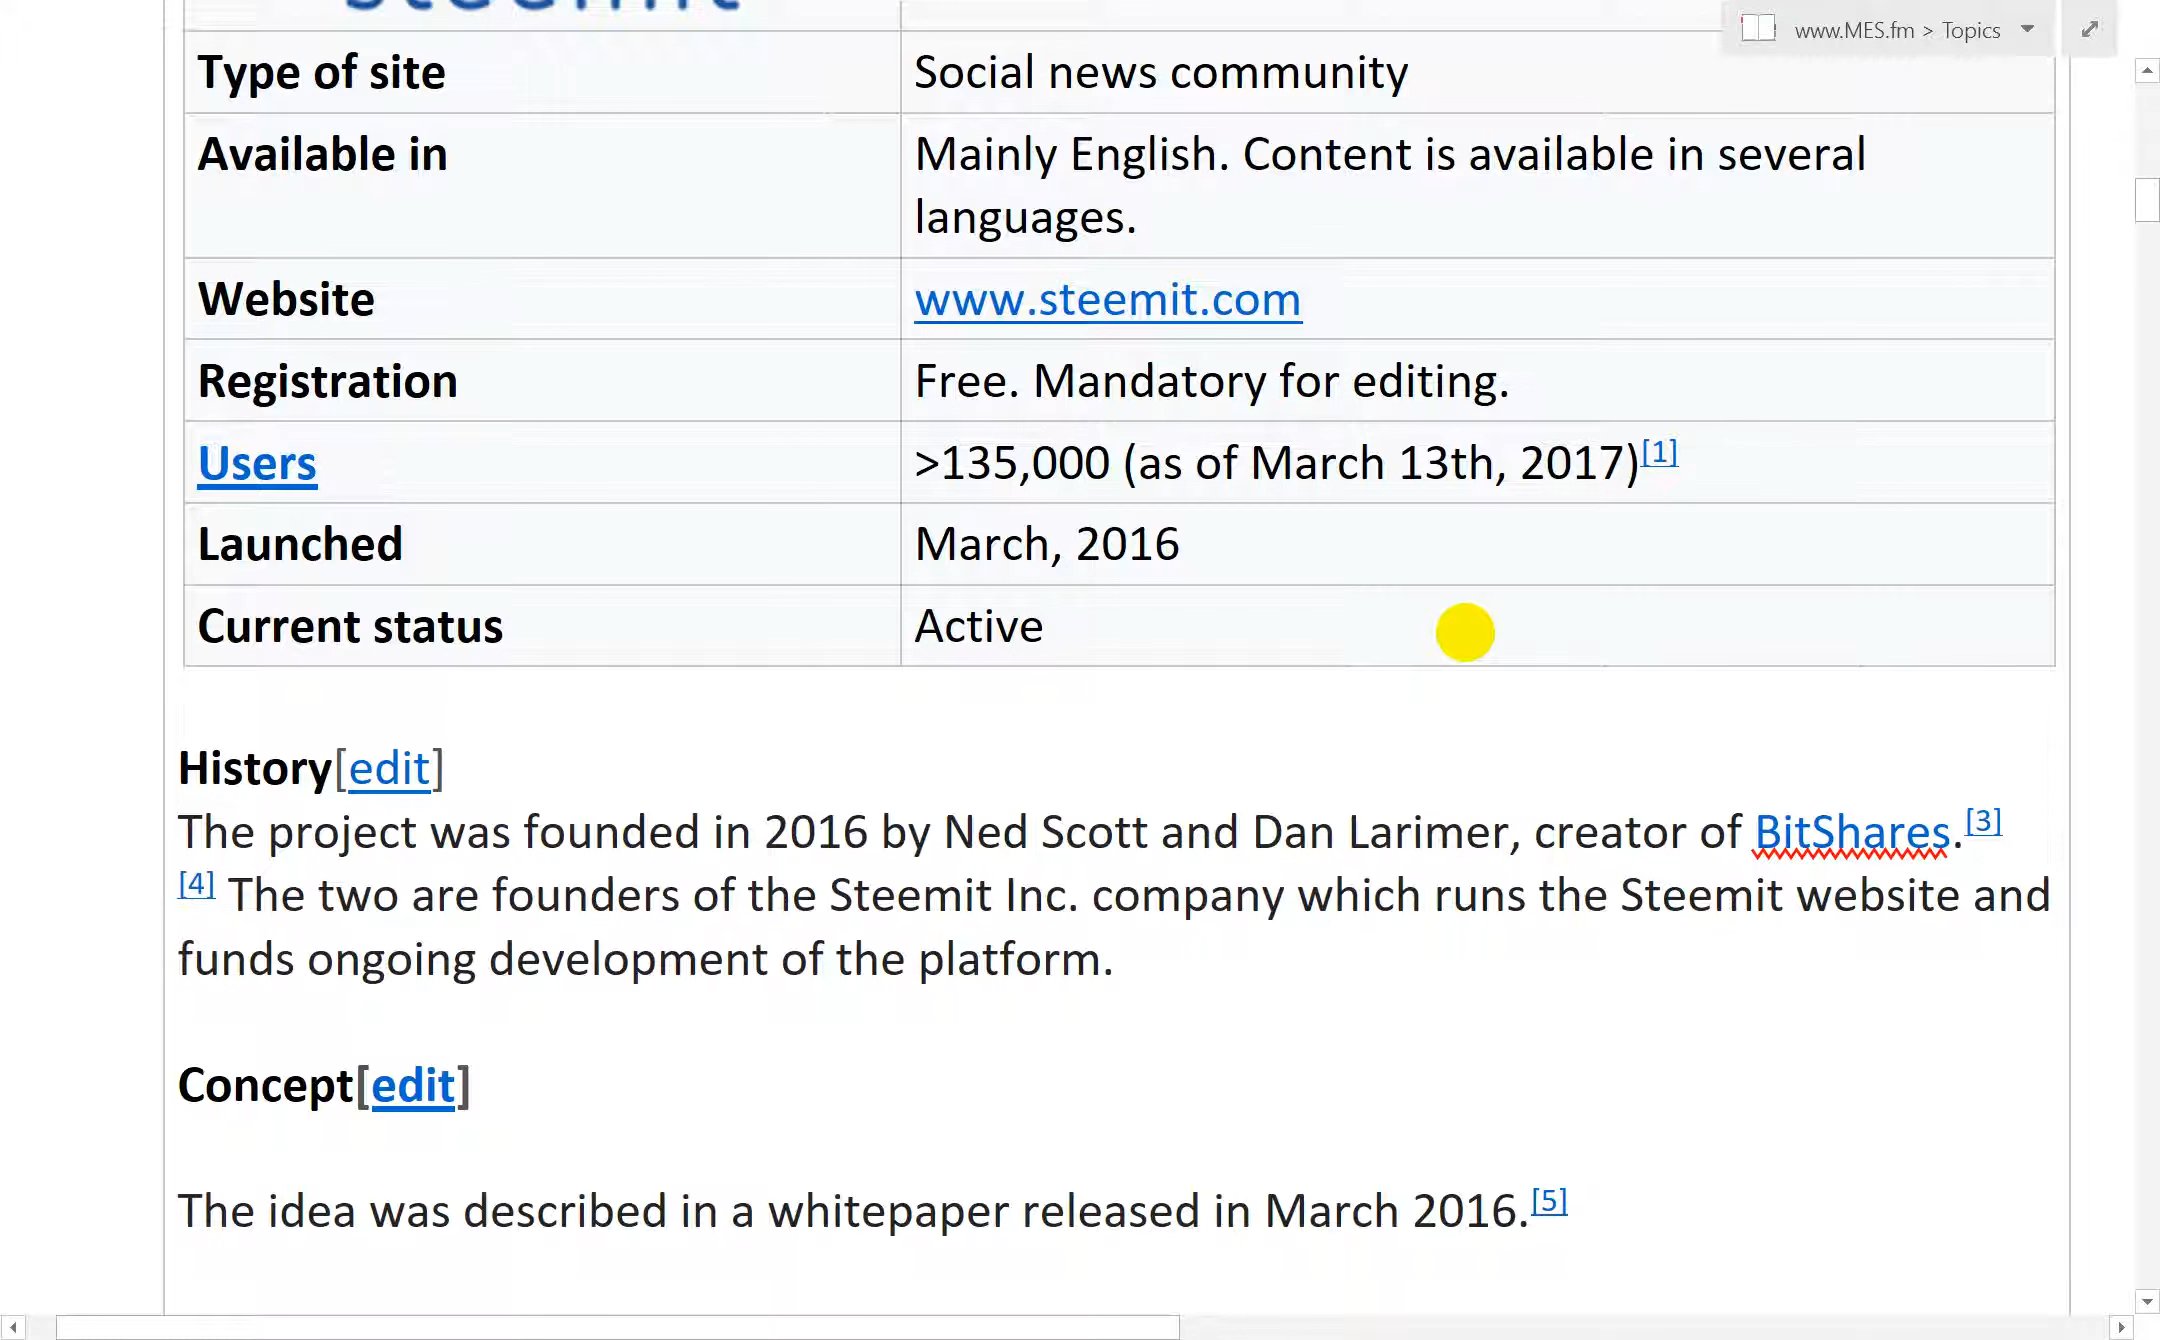 steemit
www.MES.fm > Topics
Type of site
Social news community
Available in
Mainly English. Content is available in several
languages.
Website
www.steemit.com
Registration
Free. Mandatory for editing.
Users
>135,000 (as of March 13th, 2017)[1]
Launched
March, 2016
Current status
Active
History[edit]
The project was founded in 2016 by Ned Scott and Dan Larimer, creator of BitShares.[3]
[4] The two are founders of the Steemit Inc. company which runs the Steemit website and
funds ongoing development of the platform.
Concept[edit]
The idea was described in a whitepaper released in March 2016.[5]